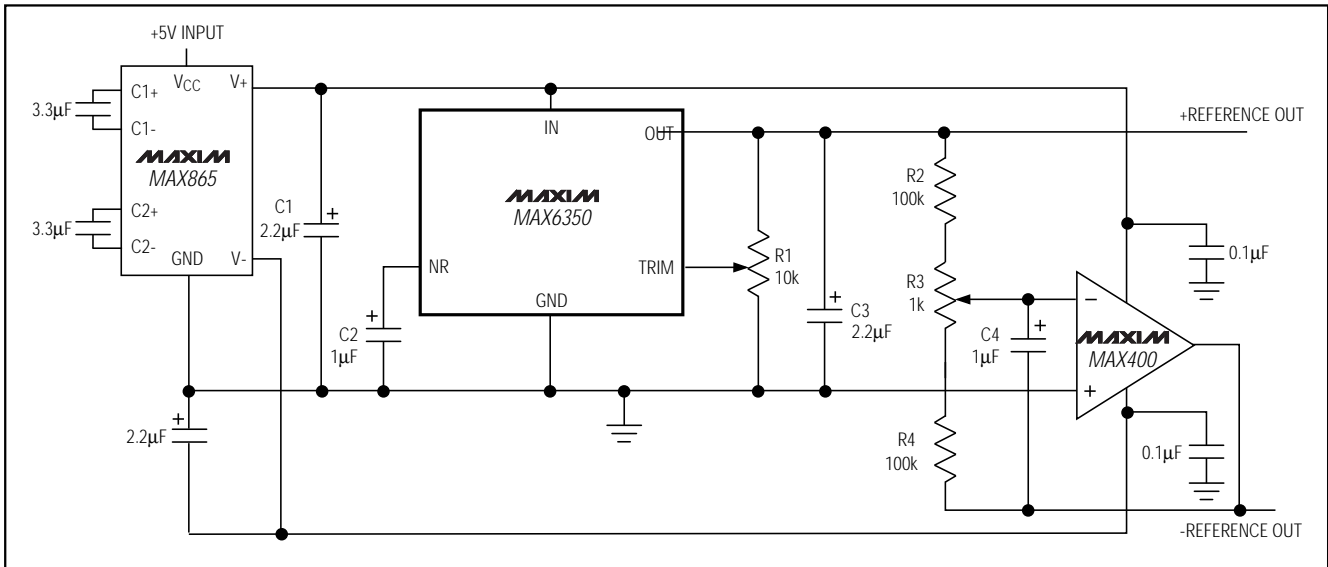 +5V INPUT
VCC
V+
C1+
C1-
3.3µF
MAXIM
MAX865
C2+
C2-
3.3µF
GND
V-
C1
2.2µF
+
IN
OUT
MAXIM
MAX6350
NR
TRIM
GND
+
C2
1µF
R1
10k
+
C3
2.2µF
+REFERENCE OUT
R2
100k
R3
1k
+
C4
1µF
−
MAXIM
MAX400
+
0.1µF
+
2.2µF
R4
100k
0.1µF
-REFERENCE OUT